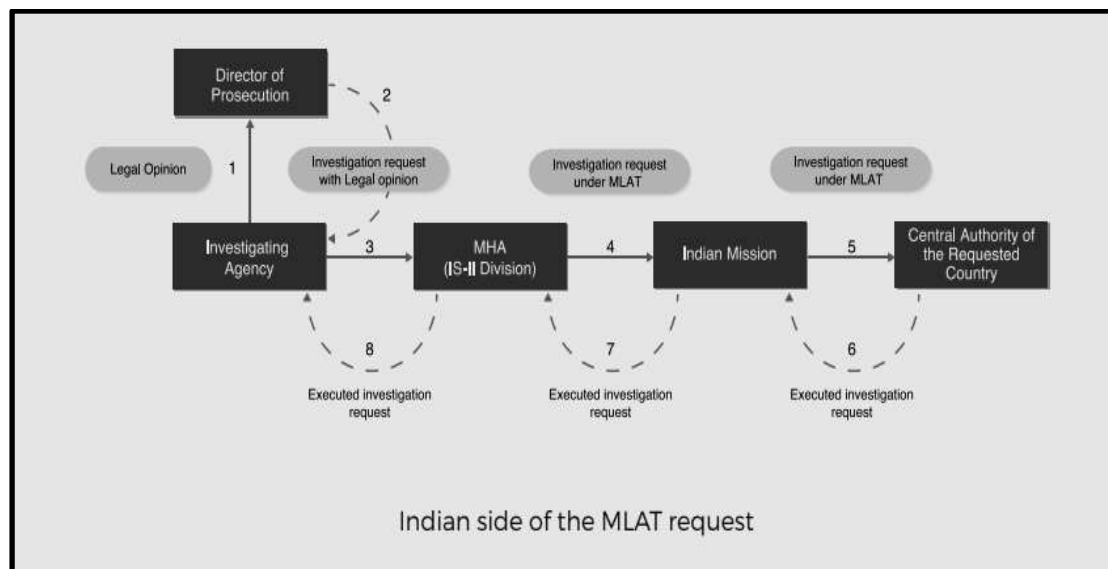 Director of
Prosecution
2
Legal Opinion
1
Investigation request
with Legal opinion
Investigation request
under MLAT
Investigation request
under MLAT
Investigating
Agency
3
MHA
(IS-II Division)
4
Indian Mission
5
Central Authority of
the Requested
Country
8
7
6
Executed investigation
request
Executed investigation
request
Executed investigation
request
Indian side of the MLAT request